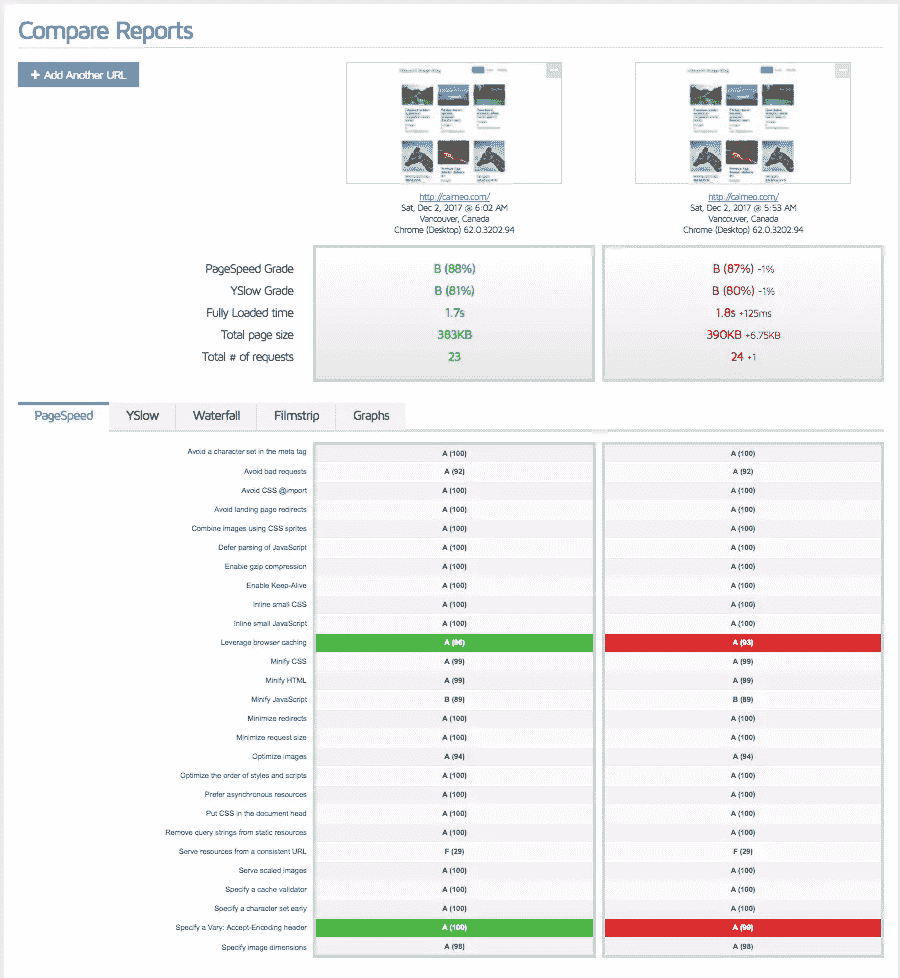 Compare Reports
+ Add Another URL
http://caimeo.com/ http://caimeo.com/
Sat, Dec 2, 2017 @ 6:02 AM Sat, Dec 2, 2017 @ 5:53 AM
Vancouver, Canada Vancouver, Canada
Chrome (Desktop) 62.0.3202.94 Chrome (Desktop) 62.0.3202.94
PageSpeed Grade B (88%) B (87%) -1%
YSlow Grade B (81%) B (80%) -1%
Fully Loaded time 1.7s 1.8s +125ms
Total page size 383KB 390KB +6.75KB
Total # of requests 23 24 +1
PageSpeed YSlow Waterfall Filmstrip Graphs
Avoid a character set in the meta tag A (100) A (100)
Avoid bad requests A (92) A (92)
Avoid CSS @import A (100) A (100)
Avoid landing page redirects A (100) A (100)
Combine images using CSS sprites A (100) A (100)
Defer parsing of JavaScript A (100) A (100)
Enable gzip compression A (100) A (100)
Enable Keep-Alive A (100) A (100)
Inline small CSS A (100) A (100)
Inline small JavaScript A (100) A (100)
Leverage browser caching A (96) A (93)
Minify CSS A (99) A (99)
Minify HTML A (99) A (99)
Minify JavaScript B (89) B (89)
Minimize redirects A (100) A (100)
Minimize request size A (100) A (100)
Optimize images A (94) A (94)
Optimize the order of styles and scripts A (100) A (100)
Prefer asynchronous resources A (100) A (100)
Put CSS in the document head A (100) A (100)
Remove query strings from static resources A (100) A (100)
Serve resources from a consistent URL F (29) F (29)
Serve scaled images A (100) A (100)
Specify a cache validator A (100) A (100)
Specify a character set early A (100) A (100)
Specify a Vary: Accept-Encoding header A (100) A (99)
Specify image dimensions A (98) A (98)